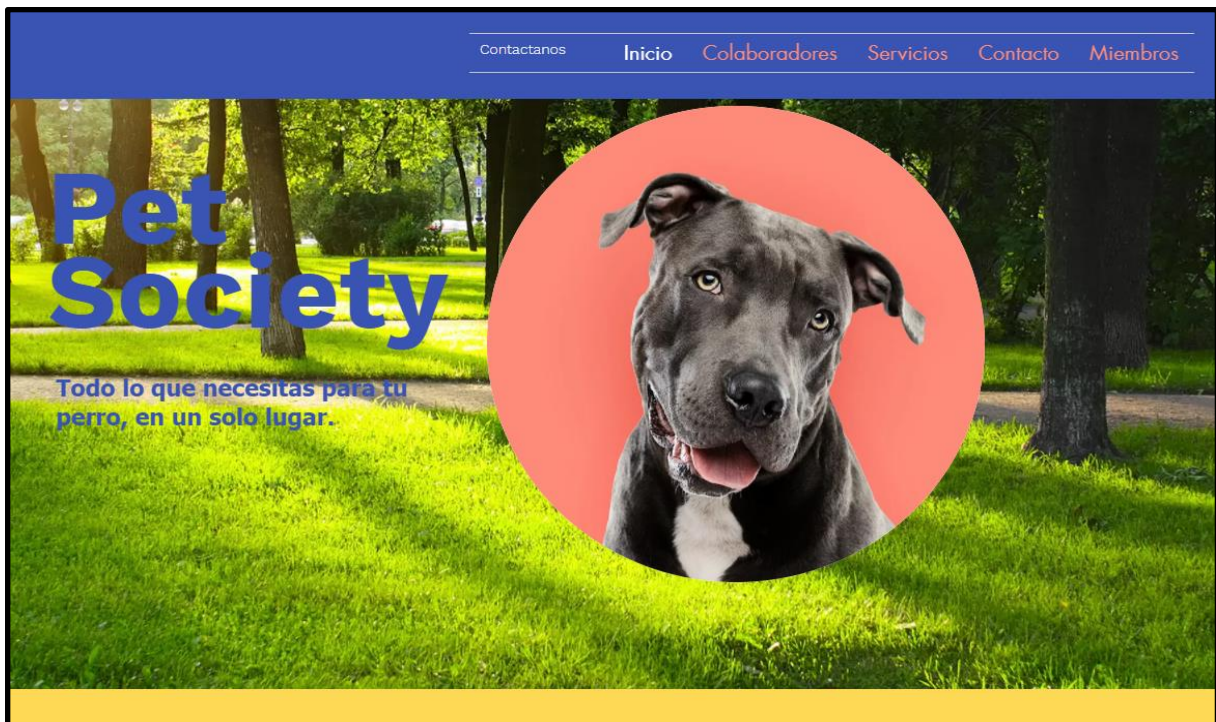 Contactanos Inicio Colaboradores Servicios Contacto Miembros
Pet
Society
Todo lo que necesitas para tu
perro, en un solo lugar.